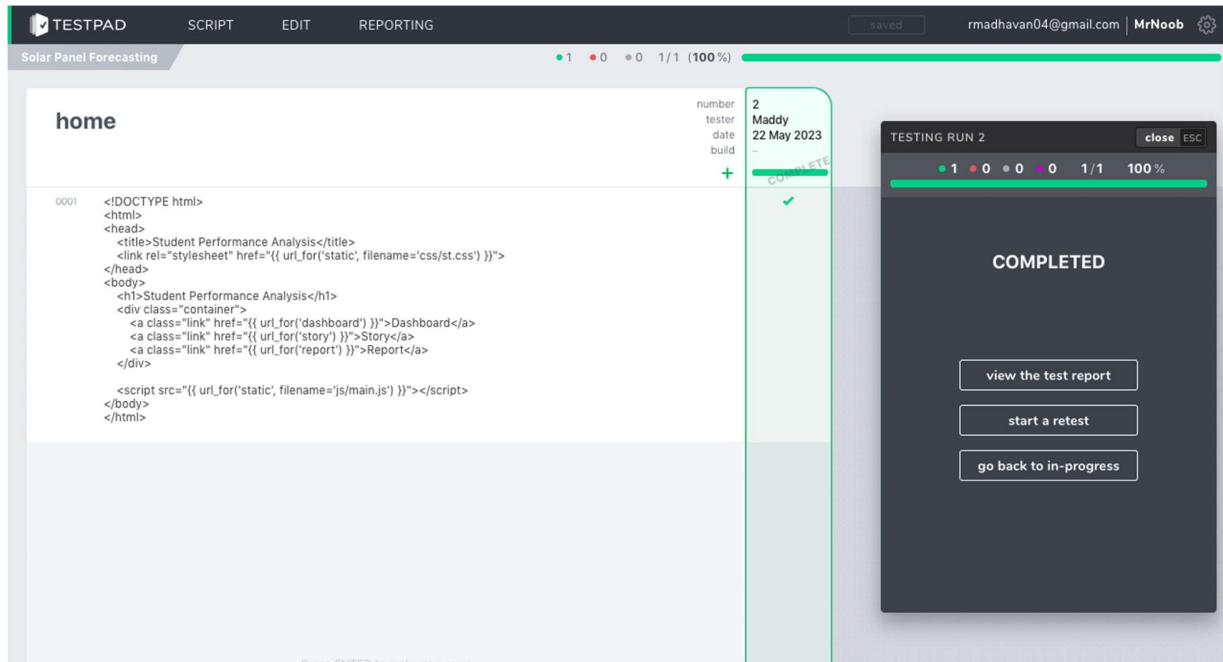 TESTPAD SCRIPT EDIT REPORTING saved rmadhavan04@gmail.com MrNoob
Solar Panel Forecasting 1 0 0 1/1 (100%)
home
number 2
tester Maddy
date 22 May 2023
build –
+
COMPLETE
0001 <!DOCTYPE html>
<html>
<head>
<title>Student Performance Analysis</title>
<link rel="stylesheet" href="{{ url_for('static', filename='css/st.css') }}">
</head>
<body>
<h1>Student Performance Analysis</h1>
<div class="container">
<a class="link" href="{{ url_for('dashboard') }}">Dashboard</a>
<a class="link" href="{{ url_for('story') }}">Story</a>
<a class="link" href="{{ url_for('report') }}">Report</a>
</div>
<script src="{{ url_for('static', filename='js/main.js') }}"></script>
</body>
</html>
TESTING RUN 2 close ESC
1 0 0 0 1/1 100%
COMPLETED
view the test report
start a retest
go back to in-progress